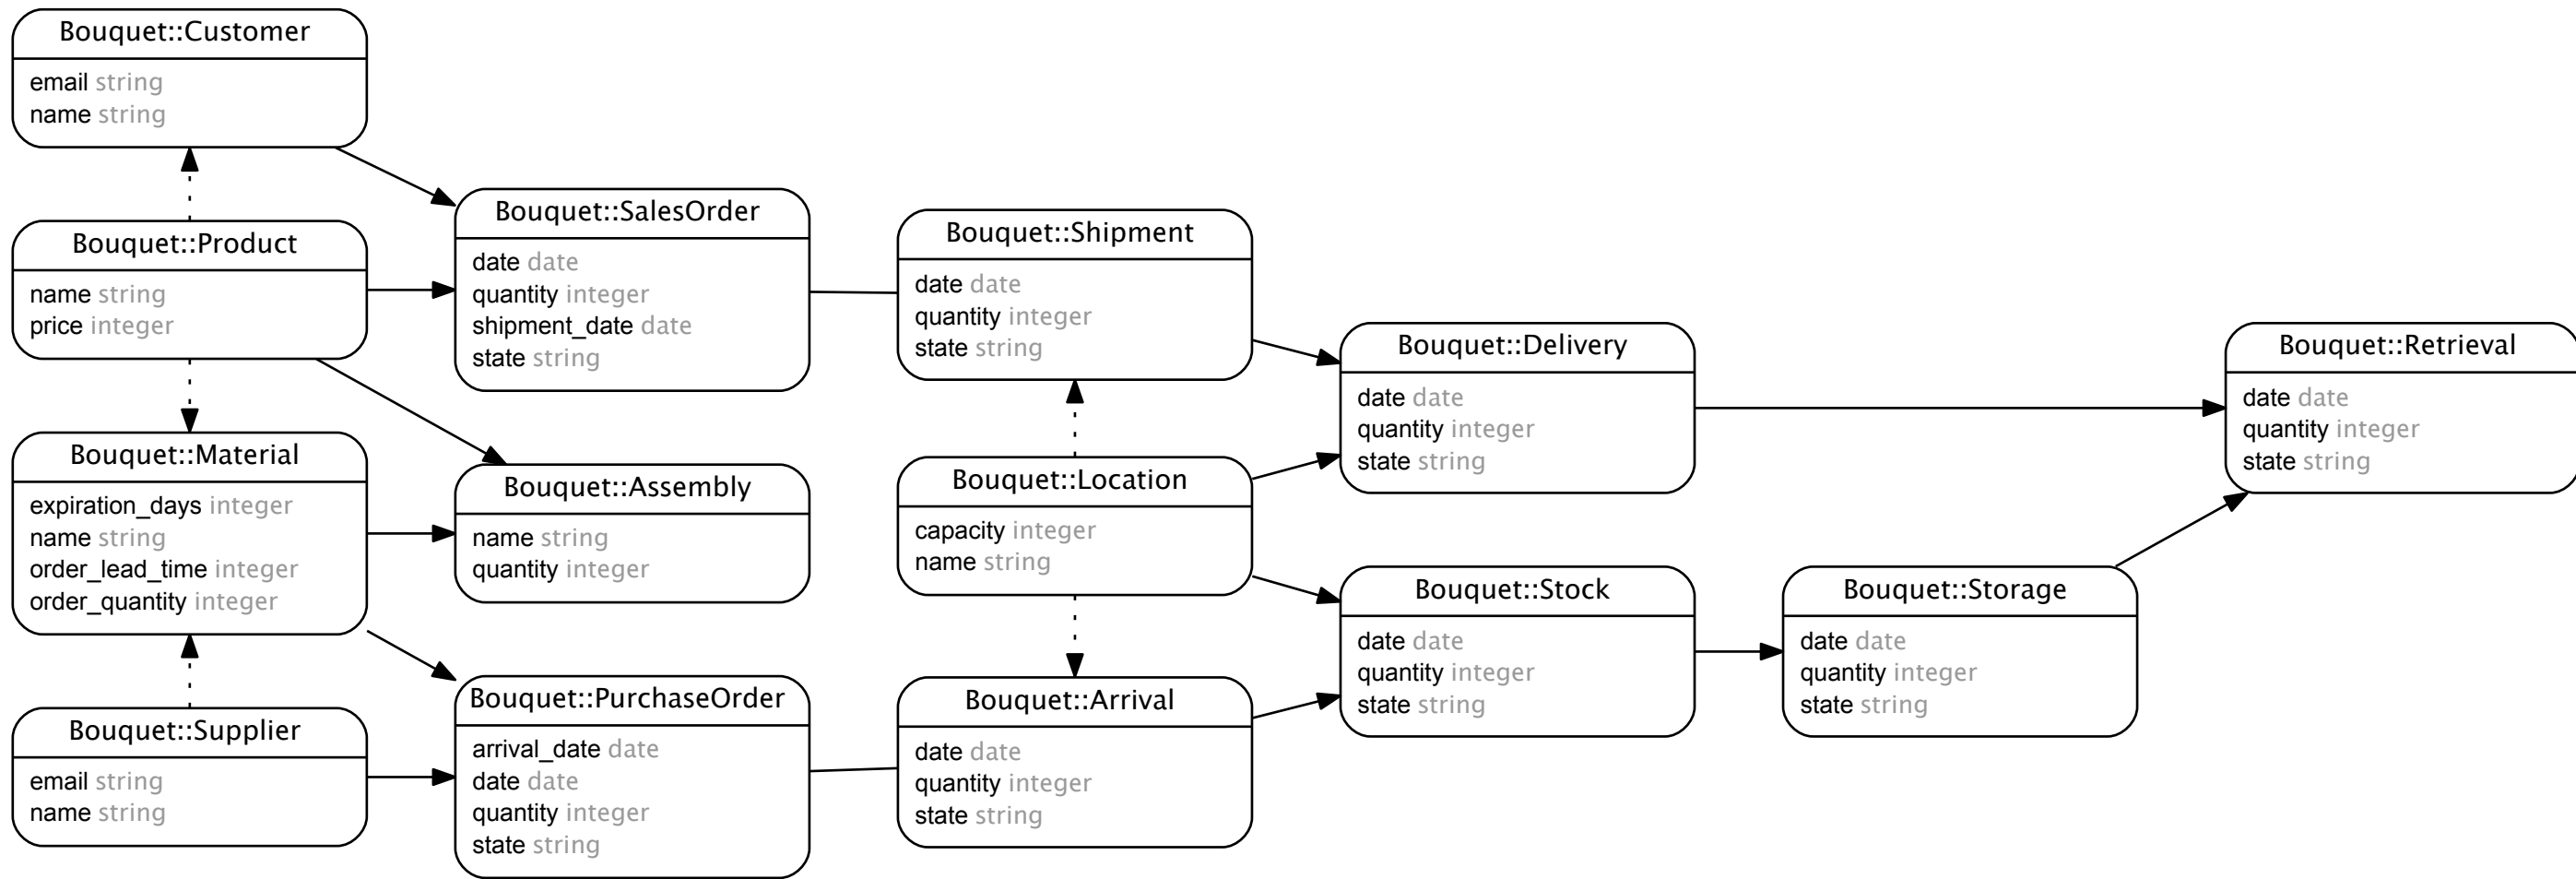 Bouquet::Customer
email string
name string
Bouquet::Product
name string
price integer
Bouquet::Material
expiration_days integer
name string
order_lead_time integer
order_quantity integer
Bouquet::Supplier
email string
name string
Bouquet::SalesOrder
date date
quantity integer
shipment_date date
state string
Bouquet::Assembly
name string
quantity integer
Bouquet::PurchaseOrder
arrival_date date
date date
quantity integer
state string
Bouquet::Shipment
date date
quantity integer
state string
Bouquet::Location
capacity integer
name string
Bouquet::Arrival
date date
quantity integer
state string
Bouquet::Delivery
date date
quantity integer
state string
Bouquet::Stock
date date
quantity integer
state string
Bouquet::Storage
date date
quantity integer
state string
Bouquet::Retrieval
date date
quantity integer
state string